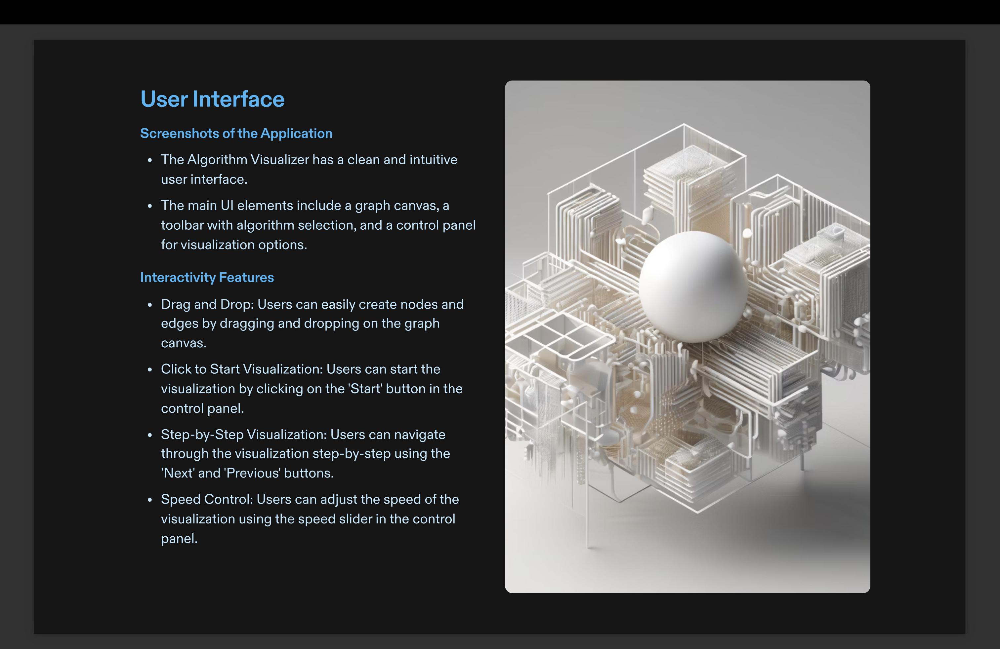 User Interface
Screenshots of the Application
• The Algorithm Visualizer has a clean and intuitive
user interface.
• The main UI elements include a graph canvas, a
toolbar with algorithm selection, and a control panel
for visualization options.
Interactivity Features
• Drag and Drop: Users can easily create nodes and
edges by dragging and dropping on the graph
canvas.
• Click to Start Visualization: Users can start the
visualization by clicking on the 'Start' button in the
control panel.
• Step-by-Step Visualization: Users can navigate
through the visualization step-by-step using the
'Next' and 'Previous' buttons.
• Speed Control: Users can adjust the speed of the
visualization using the speed slider in the control
panel.